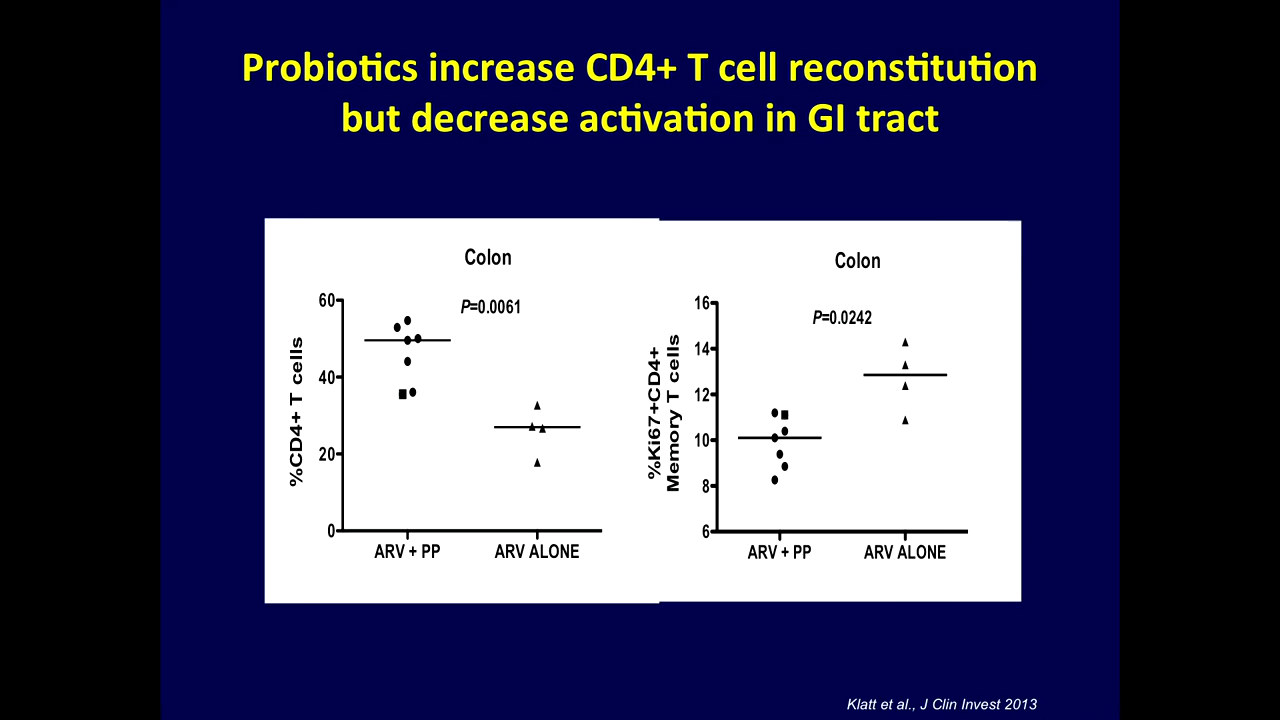 Probiotics increase CD4+ T cell reconstitution
but decrease activation in GI tract
Colon
P=0.0061
%CD4+ T cells
60
40
20
0
ARV + PP
ARV ALONE
Colon
P=0.0242
%Ki67+CD4+
Memory T cells
16
14
12
10
8
6
ARV + PP
ARV ALONE
Klatt et al., J Clin Invest 2013